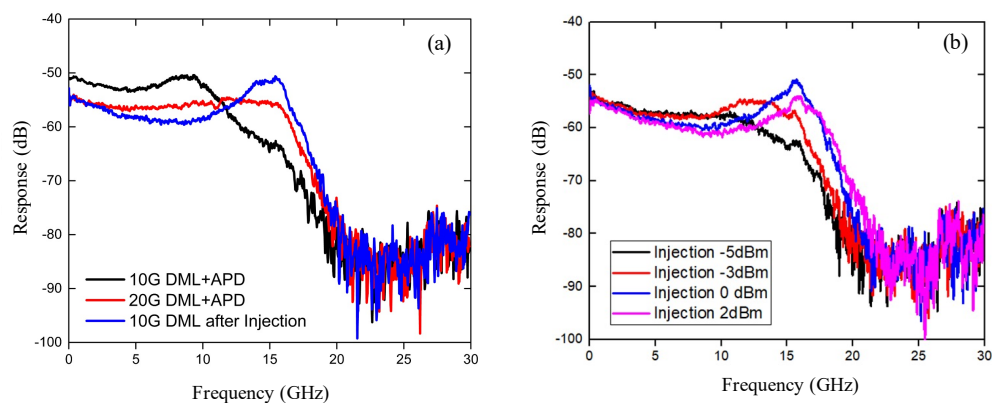 (a)
-40
-50
-60
-70
-80
-90
-100
Response (dB)
10G DML+APD
20G DML+APD
10G DML after Injection
0 5 10 15 20 25 30
Frequency (GHz)
(b)
-40
-50
-60
-70
-80
-90
-100
Response (dB)
Injection -5dBm
Injection -3dBm
Injection 0 dBm
Injection 2dBm
0 5 10 15 20 25 30
Frequency (GHz)